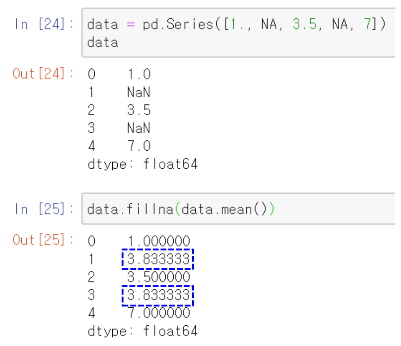 In [24]: data = pd.Series([1., NA, 3.5, NA, 7])
data
Out[24]: 0 1.0
1 NaN
2 3.5
3 NaN
4 7.0
dtype: float64
In [25]: data.fillna(data.mean())
Out[25]: 0 1.000000
1 3.833333
2 3.500000
3 3.833333
4 7.000000
dtype: float64